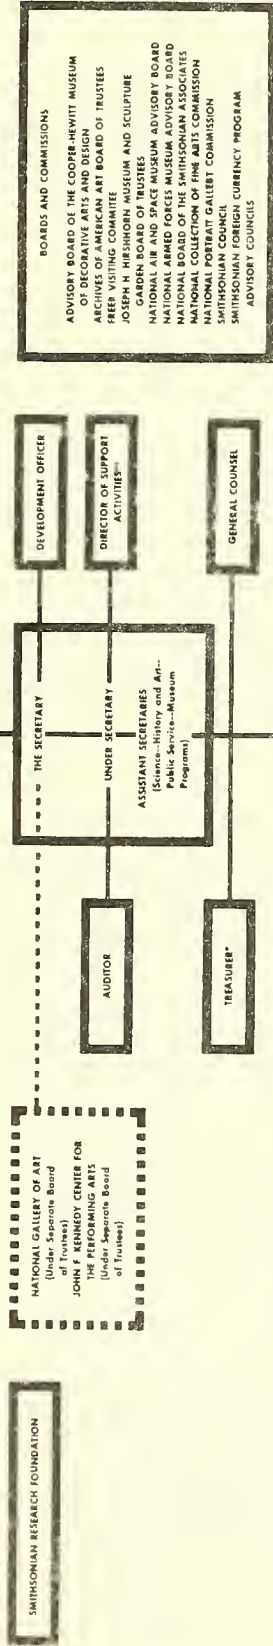 SMITHSONIAN RESEARCH FOUNDATION
NATIONAL GALLERY OF ART
(Under Separate Board
of Trustees)
JOHN F KENNEDY CENTER FOR
THE PERFORMING ARTS
(Under Separate Board
of Trustees)
THE SECRETARY
UNDER SECRETARY
ASSISTANT SECRETARIES
(Science--History and Art--
Public Service--Museum
Programs)
AUDITOR
TREASURER*
DEVELOPMENT OFFICER
DIRECTOR OF SUPPORT
ACTIVITIES
GENERAL COUNSEL
BOARDS AND COMMISSIONS
ADVISORY BOARD OF THE COOPER-HEWITT MUSEUM
OF DECORATIVE ARTS AND DESIGN
ARCHIVES OF AMERICAN ART BOARD OF TRUSTEES
FREER VISITING COMMITTEE
JOSEPH H HIRSHHORN MUSEUM AND SCULPTURE
GARDEN BOARD OF TRUSTEES
NATIONAL AIR AND SPACE MUSEUM ADVISORY BOARD
NATIONAL ARMED FORCES MUSEUM ADVISORY BOARD
NATIONAL BOARD OF THE SMITHSONIAN ASSOCIATES
NATIONAL COLLECTION OF FINE ARTS COMMISSION
NATIONAL PORTRAIT GALLERY COMMISSION
SMITHSONIAN COUNCIL
SMITHSONIAN FOREIGN CURRENCY PROGRAM
ADVISORY COUNCILS